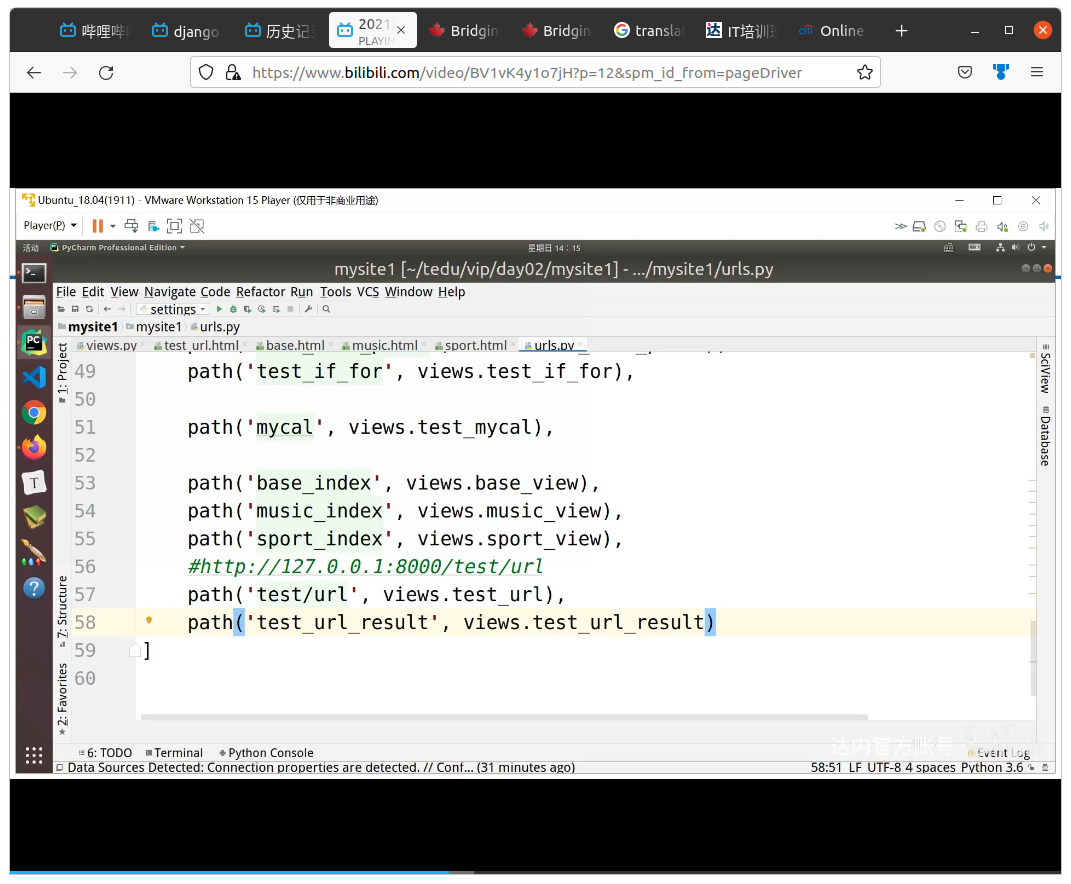 哔哩哔
django
历史记
2021
PLAYIN
Bridgin
Bridgin
transla
IT培训
Online
https://www.bilibili.com/video/BV1vK4y1o7jH?p=12&spm_id_from=pageDriver
Ubuntu_18.04(1911) - VMware Workstation 15 Player (仅用于非商业用途)
Player(P)
活动 PyCharm Professional Edition 星期日 14：15
mysite1 [~/tedu/vip/day02/mysite1] - .../mysite1/urls.py
File Edit View Navigate Code Refactor Run Tools VCS Window Help
settings
mysite1 mysite1 urls.py
views.py test_url.html base.html music.html sport.html urls.py
1: Project
7: Structure
2: Favorites
SciView
Database
49 path('test_if_for', views.test_if_for),
50
51 path('mycal', views.test_mycal),
52
53 path('base_index', views.base_view),
54 path('music_index', views.music_view),
55 path('sport_index', views.sport_view),
56 #http://127.0.0.1:8000/test/url
57 path('test/url', views.test_url),
58 path('test_url_result', views.test_url_result)
59 ]
60
达内官方账号
6: TODO Terminal Python Console Event Log
Data Sources Detected: Connection properties are detected. // Conf... (31 minutes ago) 58:51 LF UTF-8 4 spaces Python 3.6